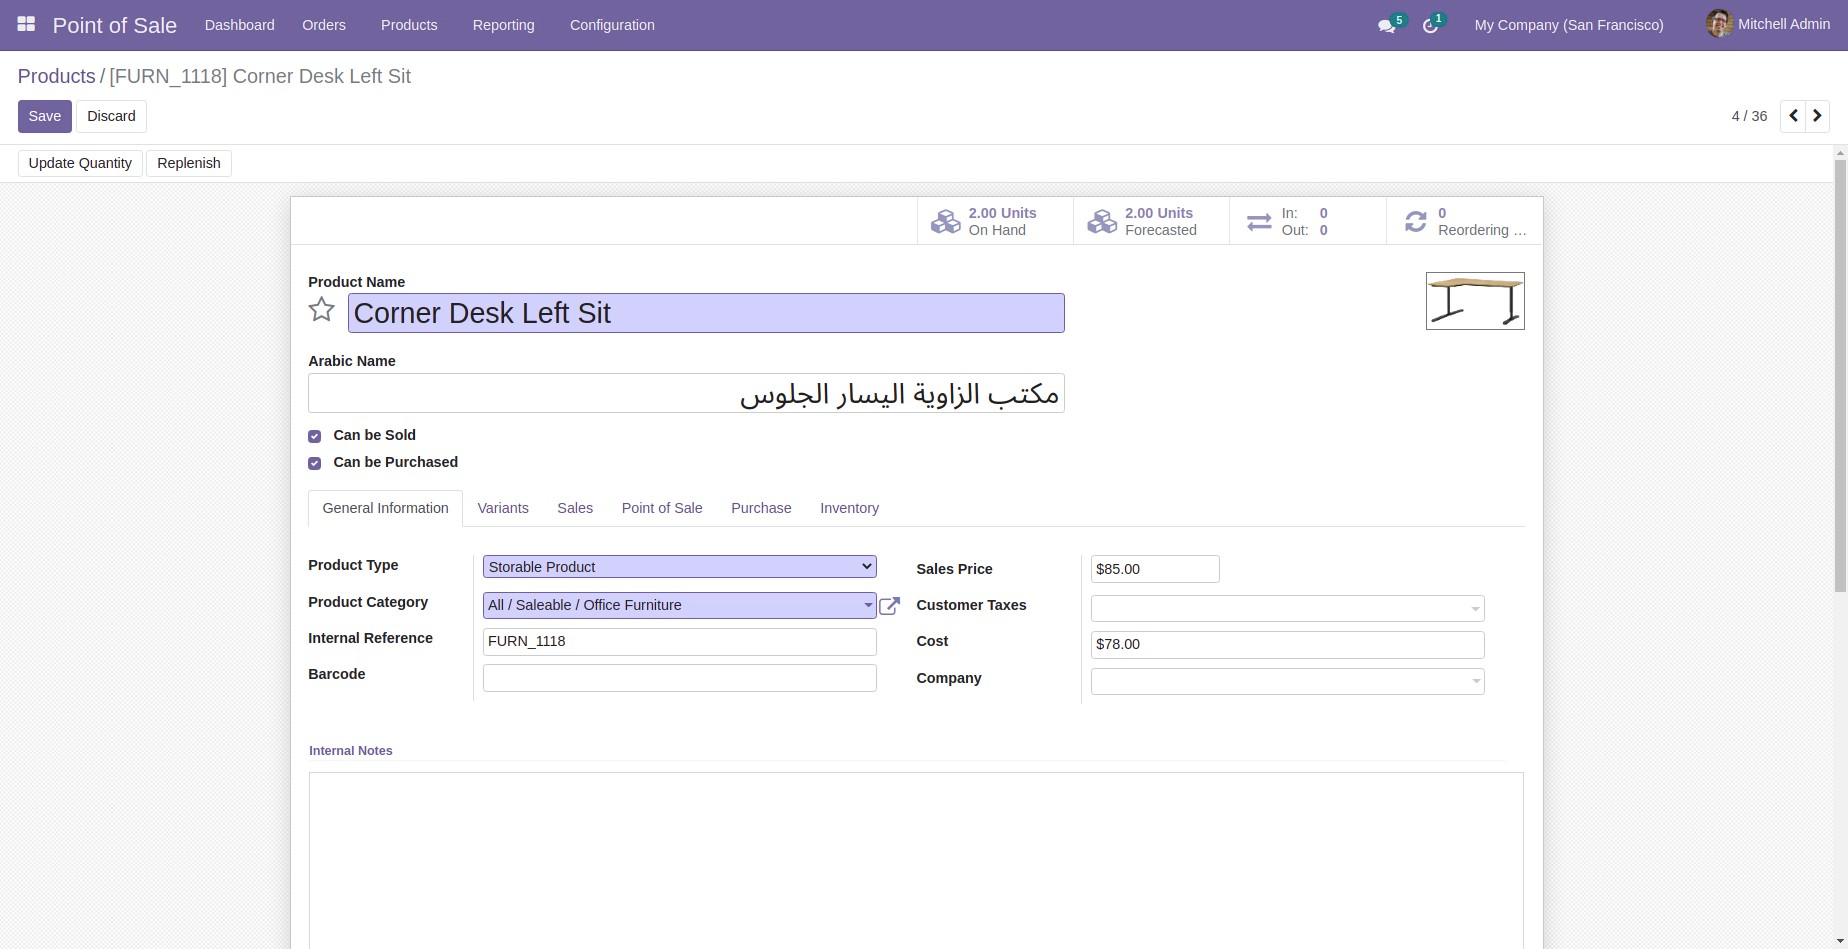 Point of Sale Dashboard Orders Products Reporting Configuration 5 1 My Company (San Francisco) Mitchell Admin
Products / [FURN_1118] Corner Desk Left Sit
Save Discard 4 / 36
Update Quantity Replenish
2.00 Units 2.00 Units In: 0 0
On Hand Forecasted Out: 0 Reordering ...
Product Name
Corner Desk Left Sit
Arabic Name
مكتب الزاوية اليسار الجلوس
Can be Sold
Can be Purchased
General Information Variants Sales Point of Sale Purchase Inventory
Product Type Storable Product Sales Price $85.00
Product Category All / Saleable / Office Furniture Customer Taxes
Internal Reference FURN_1118 Cost $78.00
Barcode Company
Internal Notes